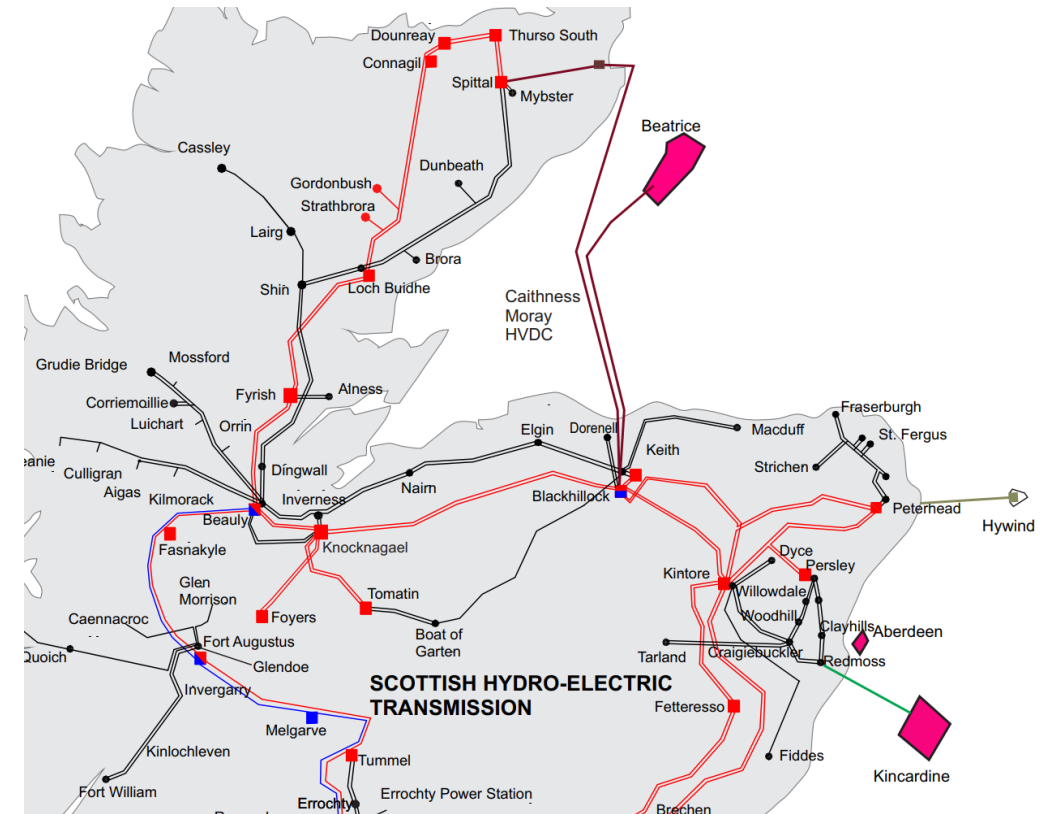 Dounreay
Thurso South
Connagil
Spittal
Mybster
Beatrice
Cassley
Dunbeath
Gordonbush
Strathbrora
Lairg
Brora
Shin
Loch Buidhe
Caithness
Moray
HVDC
Mossford
Grudie Bridge
Fyrish
Alness
Corriemoillie
Luichart
Orrin
Fraserburgh
Elgin
Dorenell
Macduff
St. Fergus
Keith
eanie
Culligran
Dingwall
Strichen
Aigas
Nairn
Kilmorack
Inverness
Blackhillock
Peterhead
Beauly
Hywind
Fasnakyle
Knocknagael
Dyce
Persley
Kintore
Glen
Morrison
Tomatin
Willowdale
Caennacroc
Foyers
Woodhill
Clayhills
Aberdeen
Fort Augustus
Boat of
Garten
Quoich
Glendoe
Tarland
Craigiebuckler
Redmoss
Invergarry
SCOTTISH HYDRO-ELECTRIC
TRANSMISSION
Fetteresso
Melgarve
Kinlochleven
Tummel
Fiddes
Kincardine
Fort William
Errochty
Errochty Power Station
Brechen